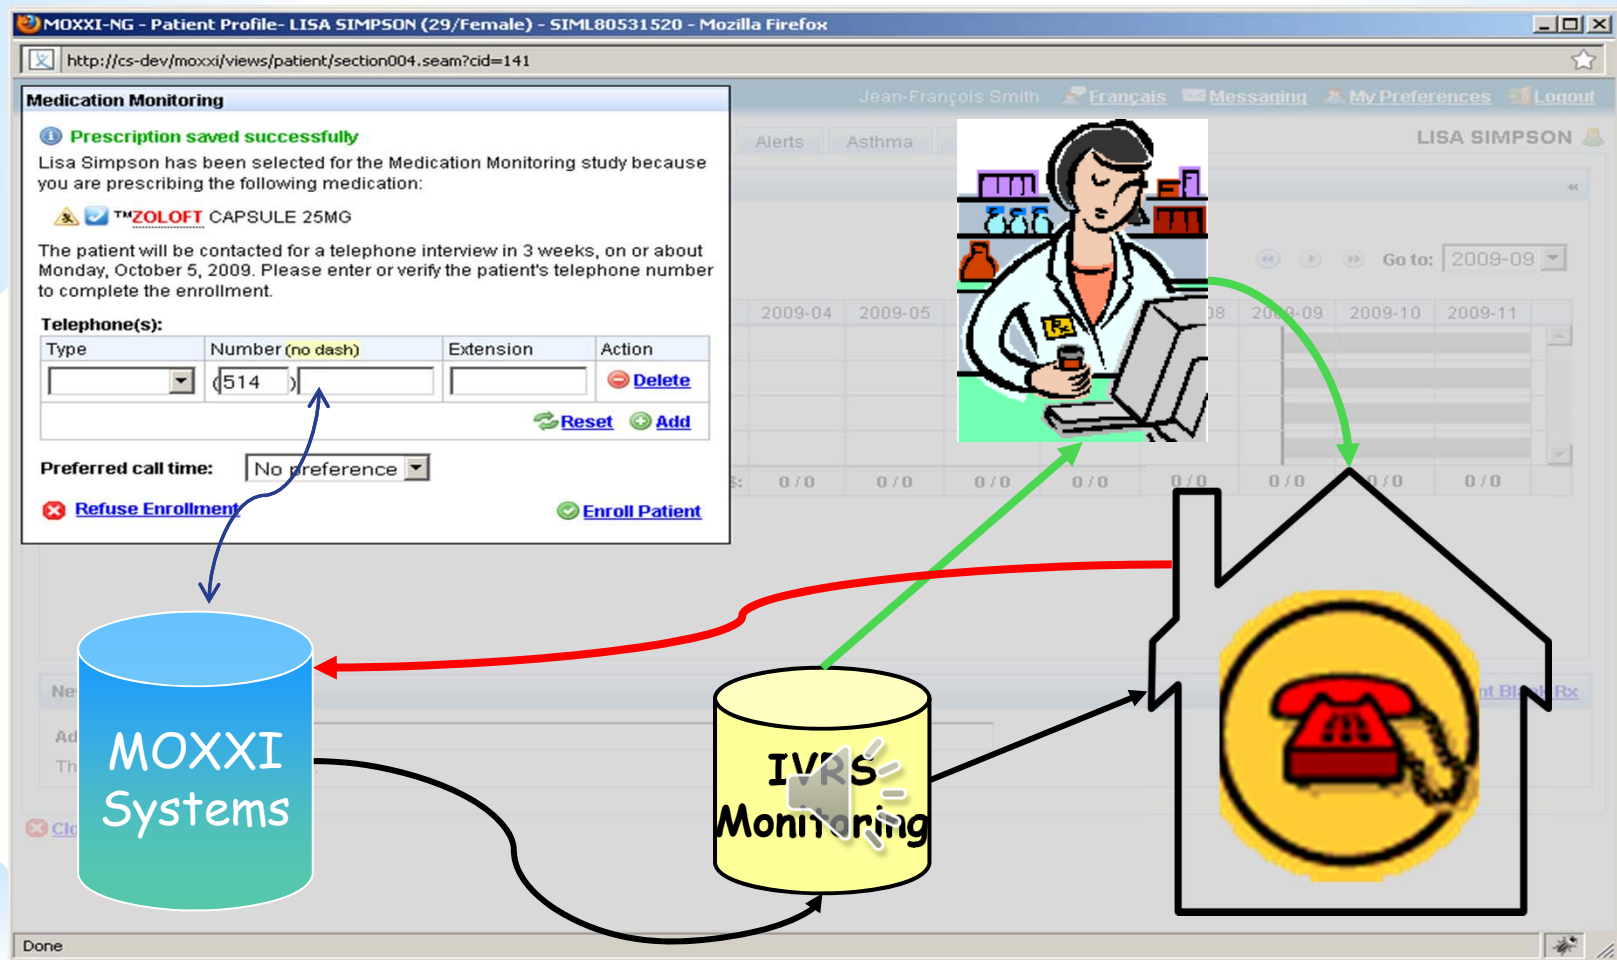 MOXXI-NG - Patient Profile- LISA SIMPSON (29/Female) - SIML80531520 - Mozilla Firefox
http://cs-dev/moxxi/views/patient/section004.seam?cid=141
Jean-François Smith Français Messaging My Preferences Logout
Medication Monitoring
Alerts Asthma LISA SIMPSON
Prescription saved successfully
Lisa Simpson has been selected for the Medication Monitoring study because
you are prescribing the following medication:
™ZOLOFT CAPSULE 25MG
The patient will be contacted for a telephone interview in 3 weeks, on or about
Monday, October 5, 2009. Please enter or verify the patient's telephone number
to complete the enrollment.
Go to: 2009-09
Telephone(s):
2009-04 2009-05 08 2009-09 2009-10 2009-11
Type Number (no dash) Extension Action
(514 ) Delete
Reset Add
Preferred call time: No preference
0 / 0 0 / 0 0 / 0 0 / 0 0 / 0 0 / 0 0 / 0 0 / 0
Refuse Enrollment Enroll Patient
Rx
MOXXI
Systems
IVRS
Monitoring
Rx
Done